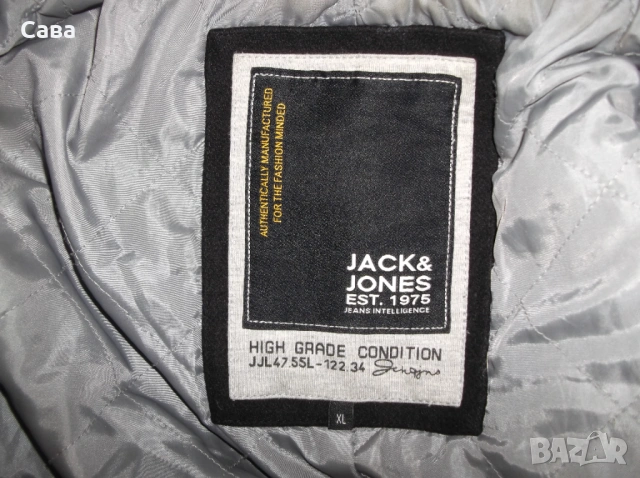 Сава
AUTHENTICALLY MANUFACTURED
FOR THE FASHION MINDED
JACK&
JONES
EST. 1975
JEANS INTELLIGENCE
HIGH GRADE CONDITION
JJL47.55L-122.34
XL
BAZAR